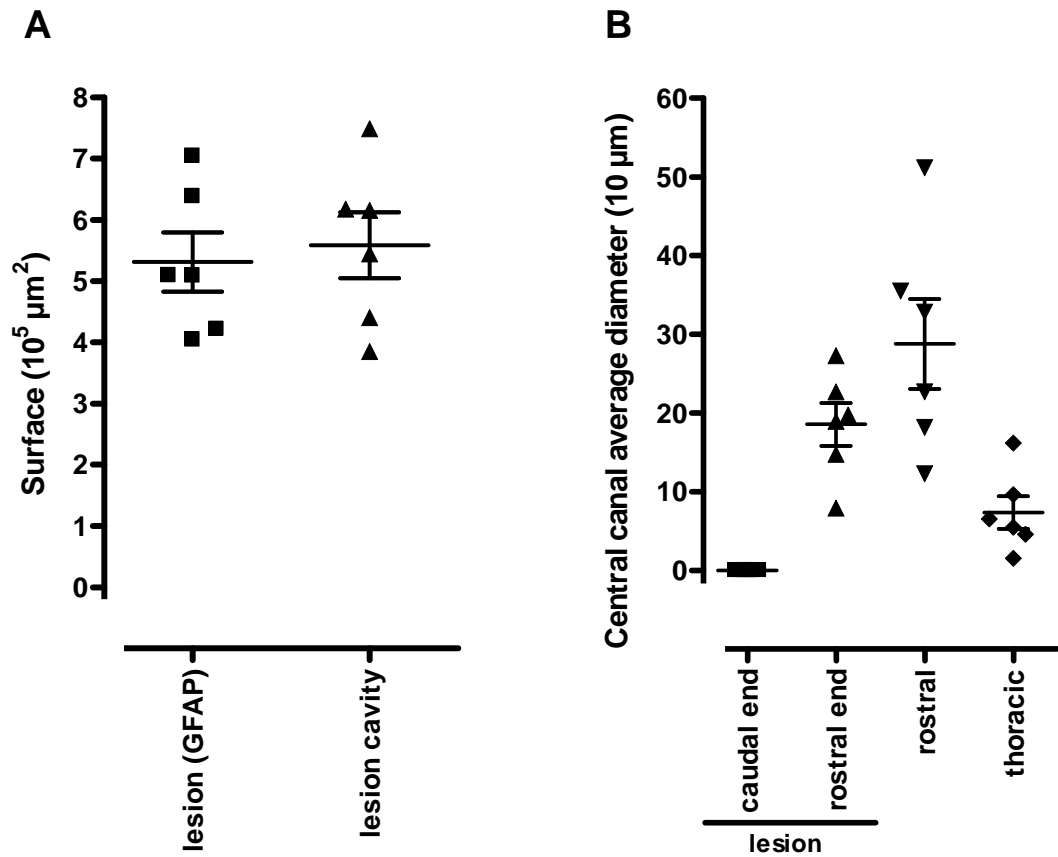 A
Surface (10⁵ µm²)
8
7
6
5
4
3
2
1
0
lesion (GFAP)
lesion cavity
B
Central canal average diameter (10 µm)
60
50
40
30
20
10
0
caudal end
rostral end
rostral
thoracic
lesion